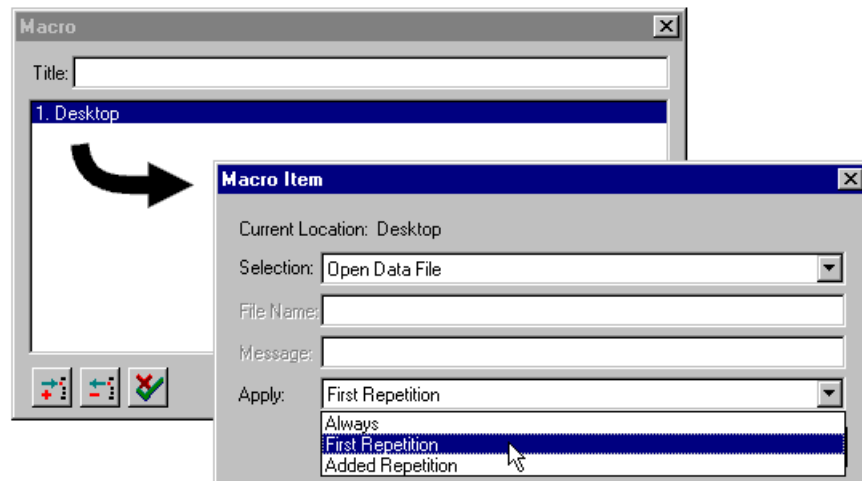 Macro
Title:
1. Desktop
Macro Item
Current Location: Desktop
Selection: Open Data File
File Name:
Message:
Apply: First Repetition
Always
First Repetition
Added Repetition